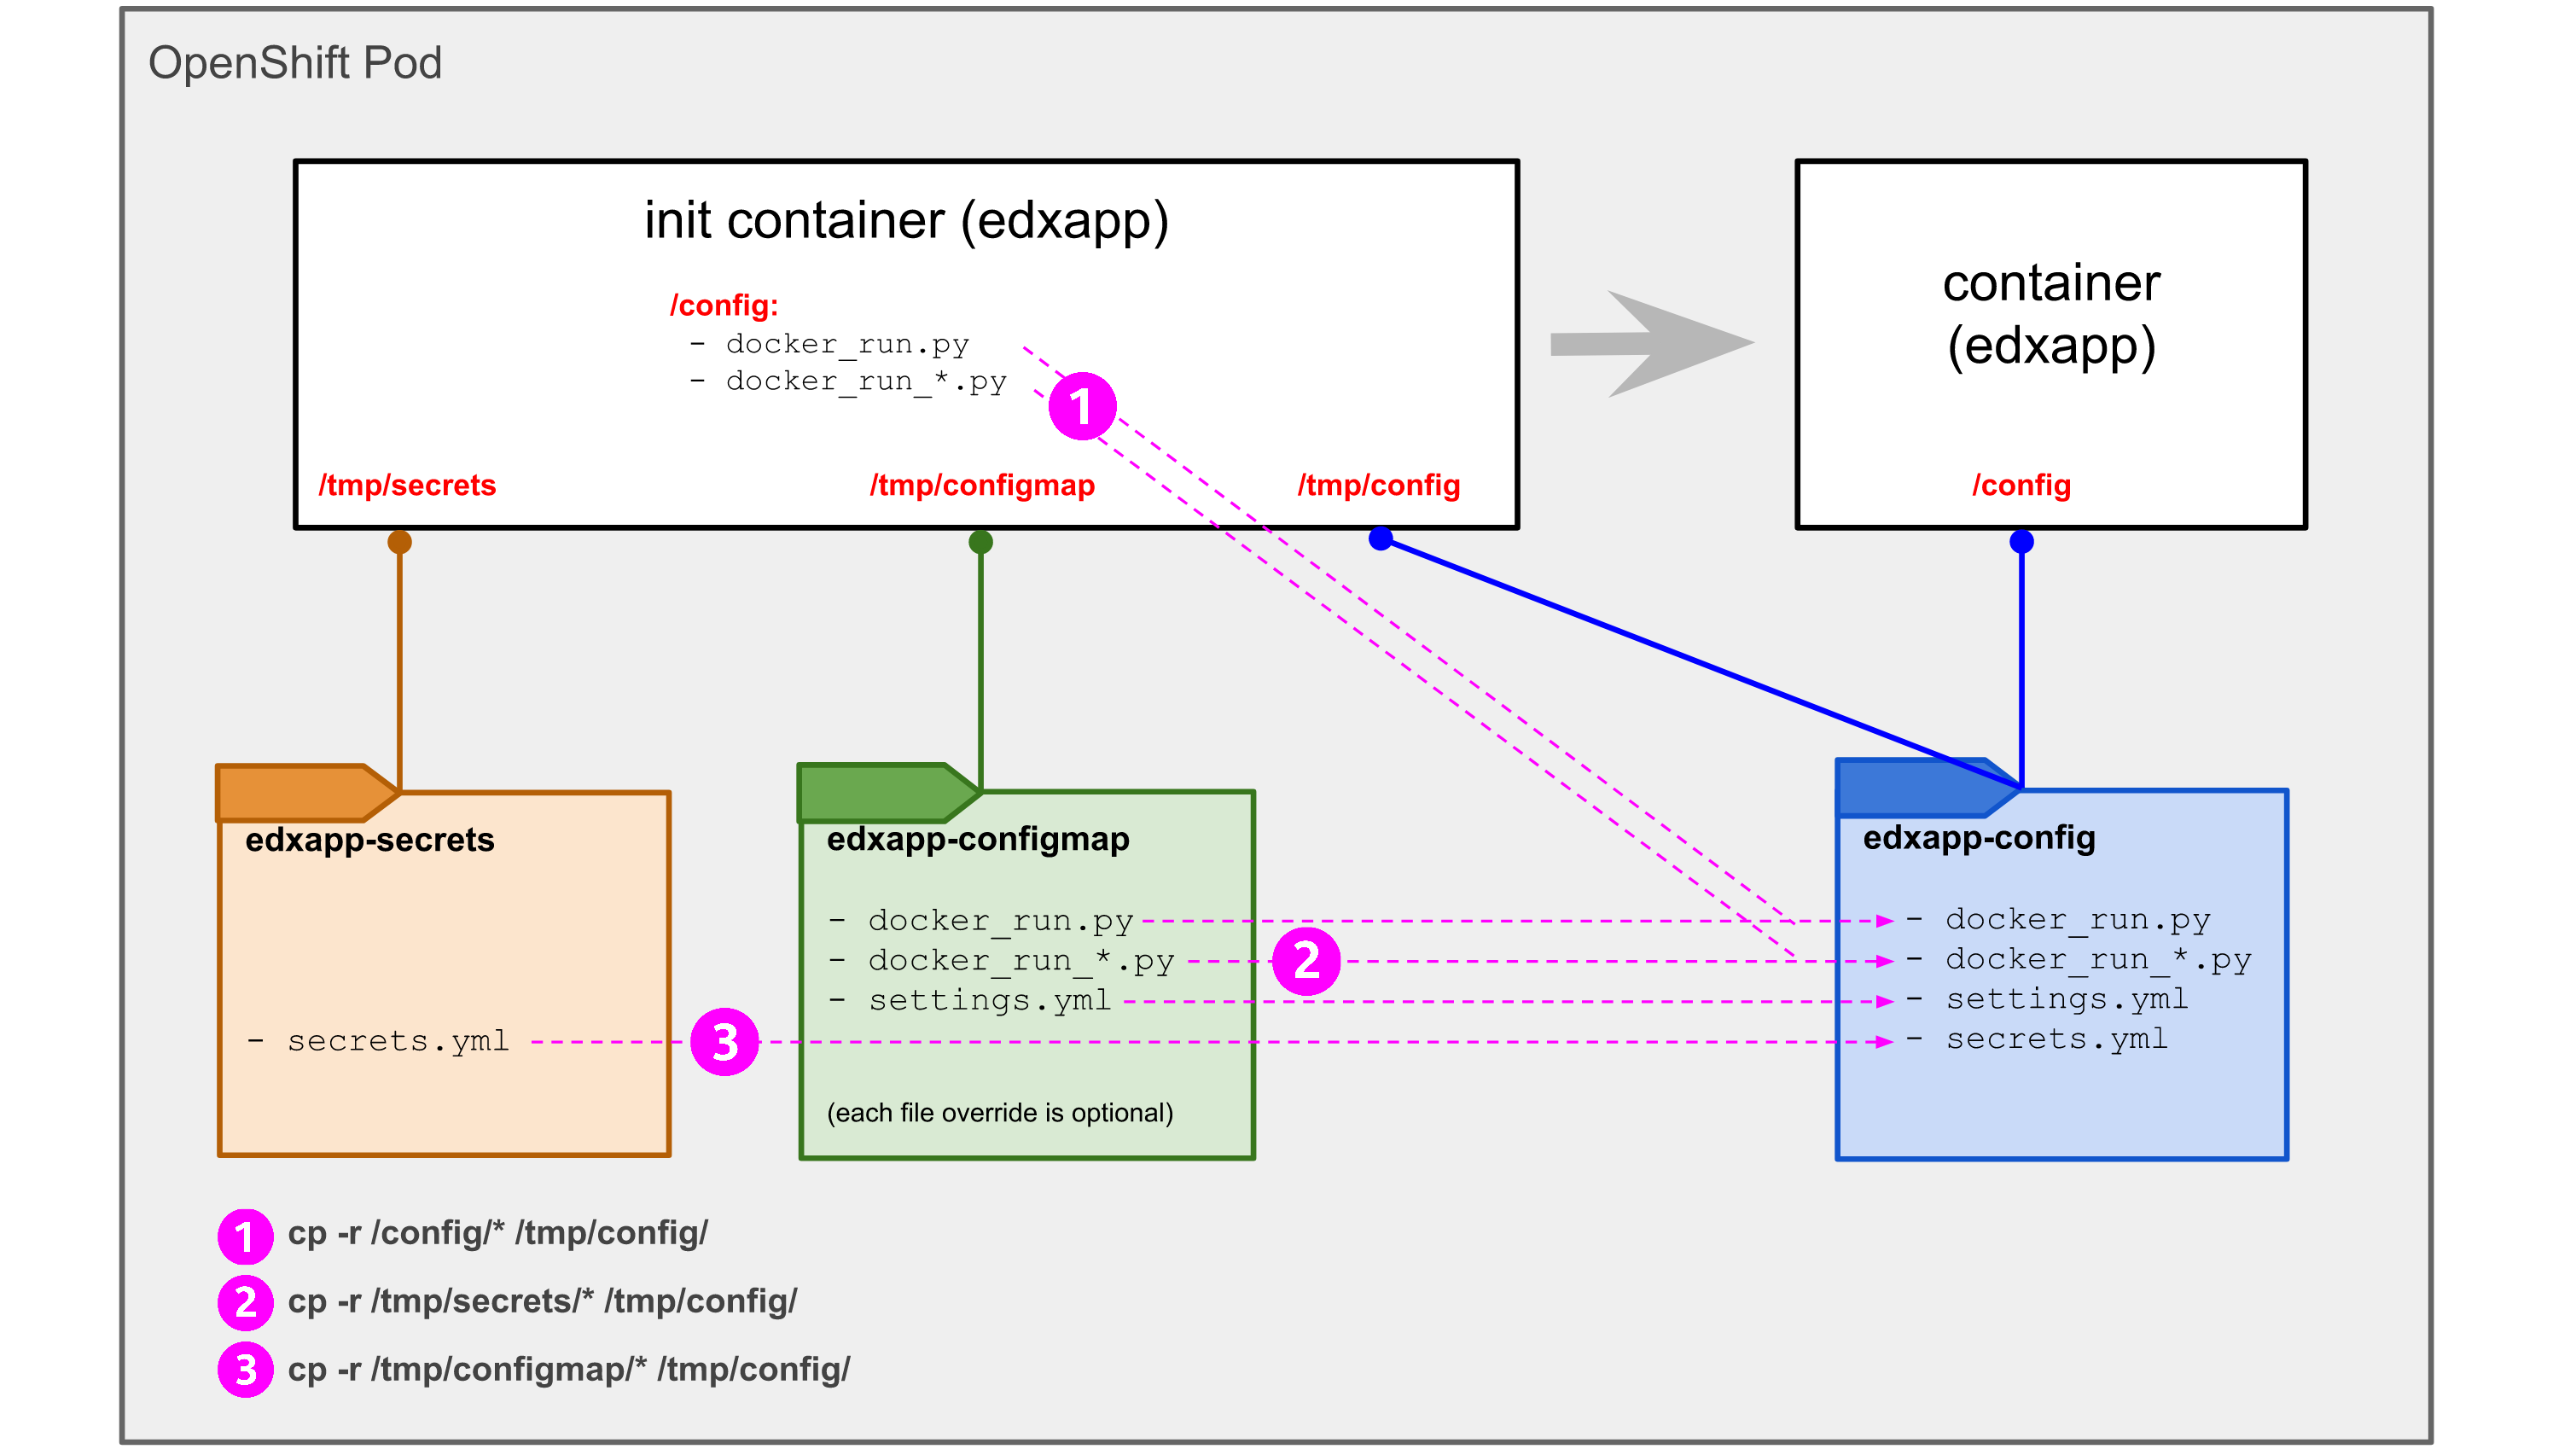 OpenShift Pod
init container (edxapp)
/config:
- docker_run.py
- docker_run_*.py
1
/tmp/secrets
/tmp/configmap
/tmp/config
container
(edxapp)
/config
edxapp-secrets
- secrets.yml
3
edxapp-configmap
- docker_run.py
- docker_run_*.py
- settings.yml
(each file override is optional)
2
edxapp-config
- docker_run.py
- docker_run_*.py
- settings.yml
- secrets.yml
1 cp -r /config/* /tmp/config/
2 cp -r /tmp/secrets/* /tmp/config/
3 cp -r /tmp/configmap/* /tmp/config/